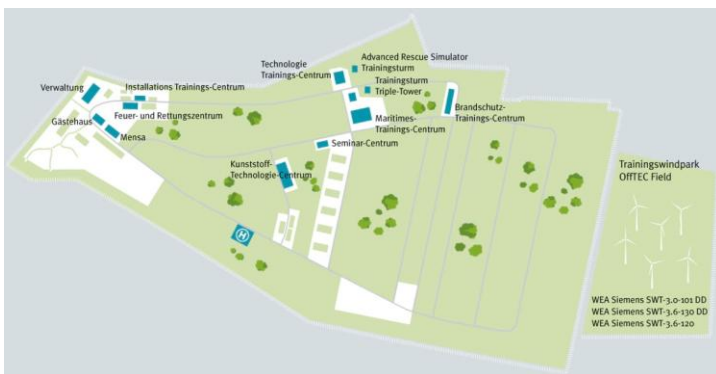 Technologie
Trainings-Centrum
Advanced Rescue Simulator
Trainingsturm
Trainingsturm
Triple-Tower
Verwaltung
Installations Trainings-Centrum
Feuer- und Rettungszentrum
Gästehaus
Mensa
Maritimes-
Trainings-Centrum
Brandschutz-
Trainings-Centrum
Seminar-Centrum
Kunststoff-
Technologie-Centrum
H
Trainingswindpark
OffTEC Field
WEA Siemens SWT-3.0-101 DD
WEA Siemens SWT-3.6-130 DD
WEA Siemens SWT-3.6-120